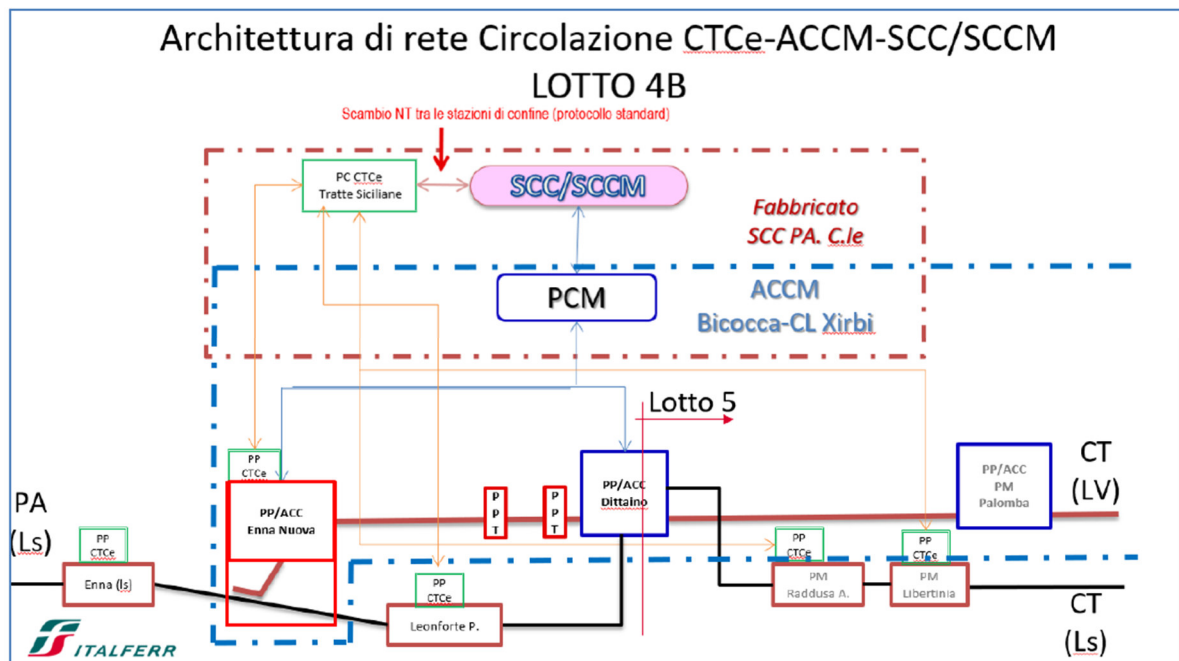 Architettura di rete Circolazione CTCe-ACCM-SCC/SCCM
LOTTO 4B
Scambio NT tra le stazioni di confine (protocollo standard)
PC CTCe
Tratte Siciliane
SCC/SCCM
Fabbricato
SCC PA. C.le
PCM
ACCM
Bicocca-CL Xirbi
Lotto 5
PP
CTCe
PP/ACC
Enna Nuova
P
P
T
P
P
T
PP/ACC
Dittaino
PP/ACC
PM
Palomba
CT
(LV)
PA
(Ls)
PP
CTCe
Enna (ls)
PP
CTCe
Leonforte P.
PP
CTCe
PM
Raddusa A.
PP
CTCe
PM
Libertinia
CT
(Ls)
ITALFERR